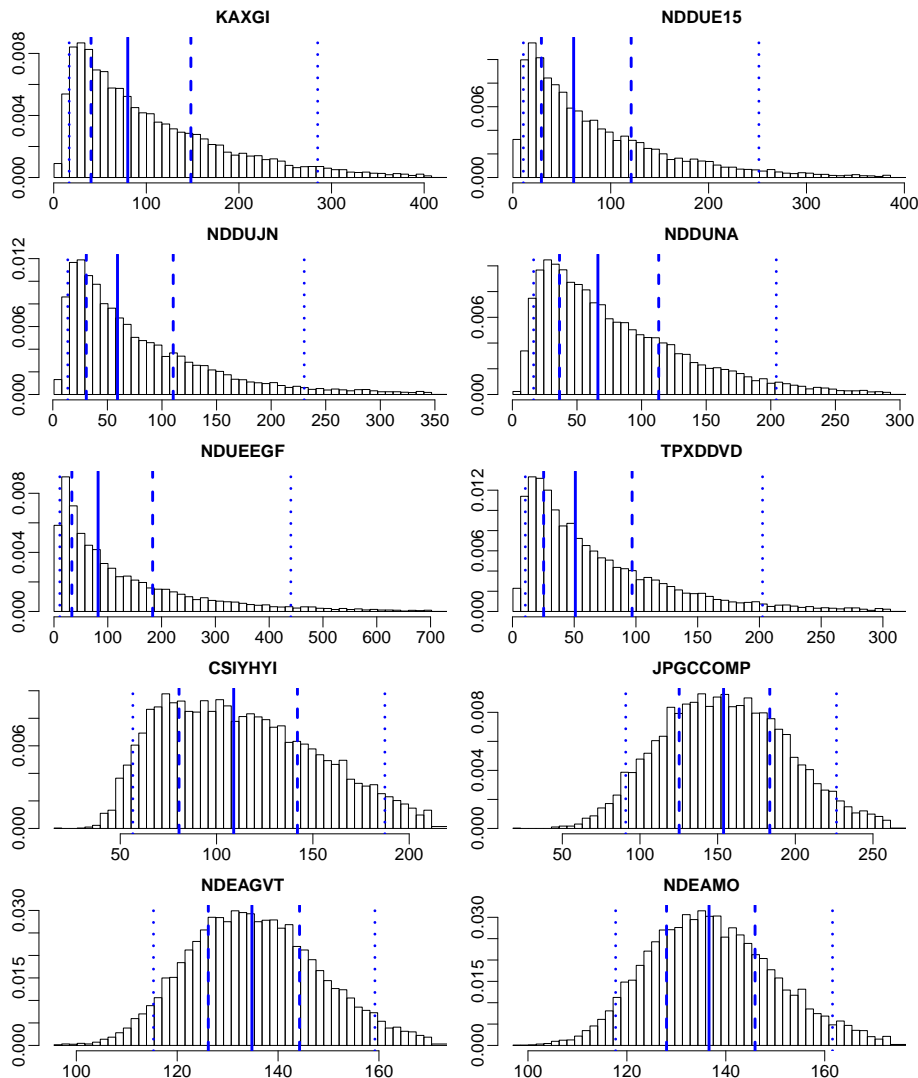 KAXGI
0.000 0.004 0.008
0 100 200 300 400
NDDUE15
0.000 0.006
0 100 200 300 400
NDDUJN
0.000 0.004 0.008 0.012
0 50 100 150 200 250 300 350
NDDUNA
0.000 0.006
0 50 100 150 200 250 300
NDUEEGF
0.000 0.004 0.008
0 100 200 300 400 500 600 700
TPXDDVD
0.000 0.006 0.012
0 50 100 150 200 250 300
CSIYHYI
0.000 0.006
50 100 150 200
JPGCCOMP
0.000 0.004 0.008
50 100 150 200 250
NDEAGVT
0.000 0.015 0.030
100 120 140 160
NDEAMO
0.000 0.015 0.030
100 120 140 160